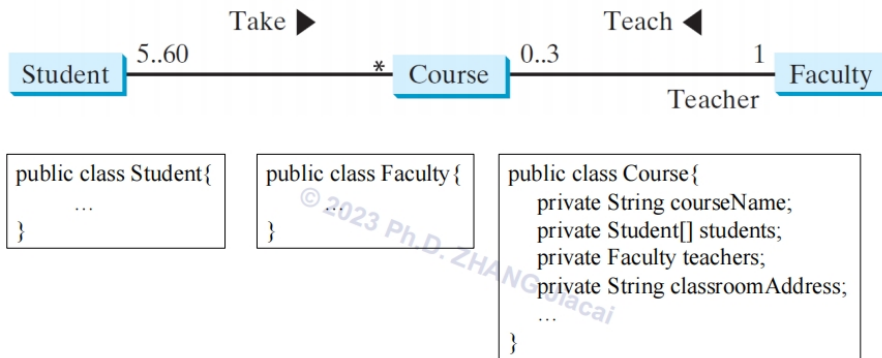 Take ▶ Teach ◀
5..60 * 0..3 1
Student Course Faculty
Teacher
public class Student{
...
}
public class Faculty{
...
}
public class Course{
private String courseName;
private Student[] students;
private Faculty teachers;
private String classroomAddress;
...
}
© 2023 Ph.D. ZHANG Jiacai